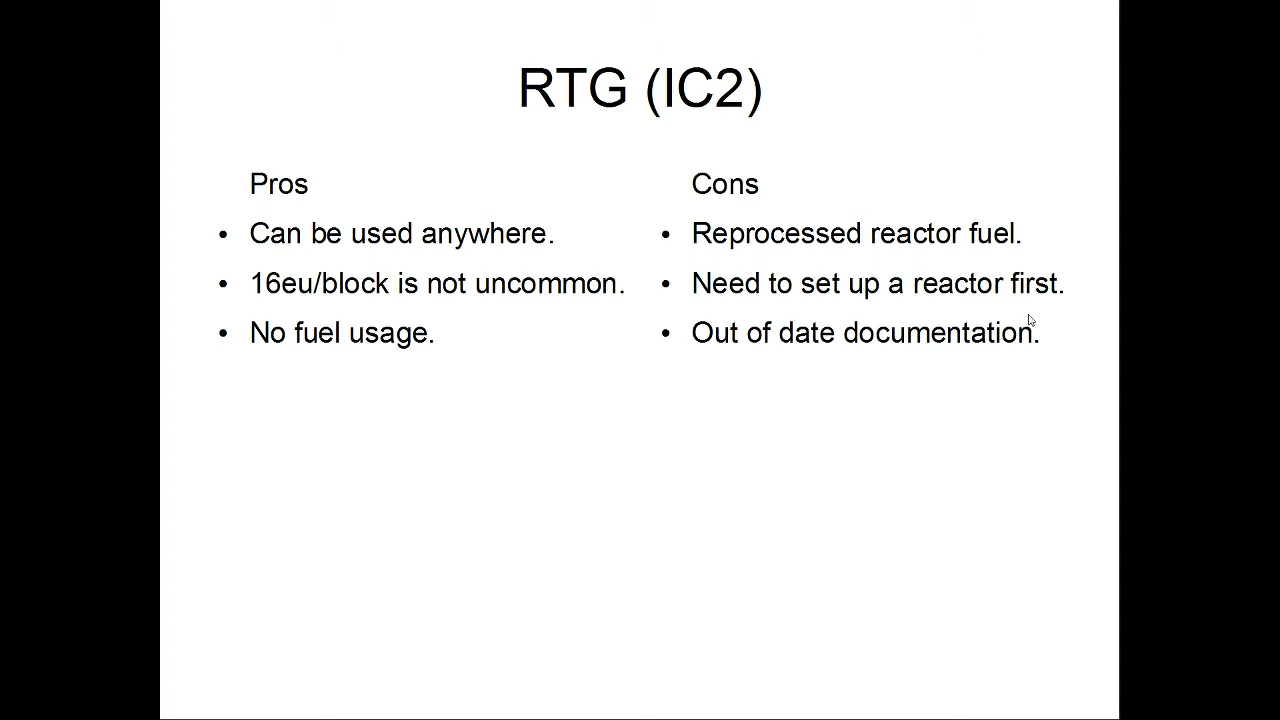 RTG (IC2)
Pros
• Can be used anywhere.
• 16eu/block is not uncommon.
• No fuel usage.
Cons
• Reprocessed reactor fuel.
• Need to set up a reactor first.
• Out of date documentation.